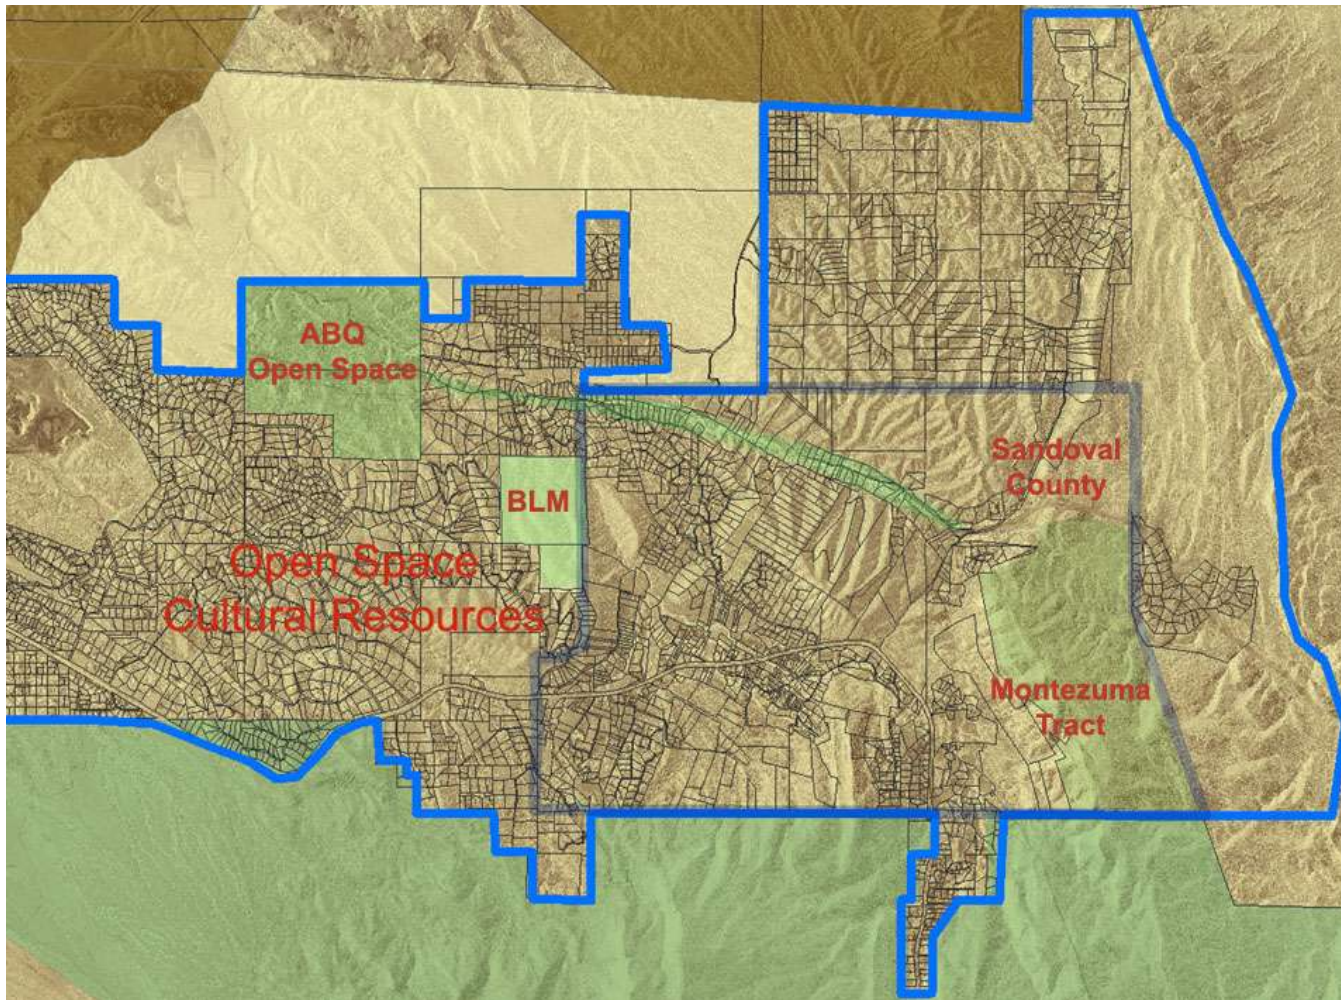 ABQ
Open Space
Sandoval
County
BLM
Open Space
Cultural Resources
Montezuma
Tract